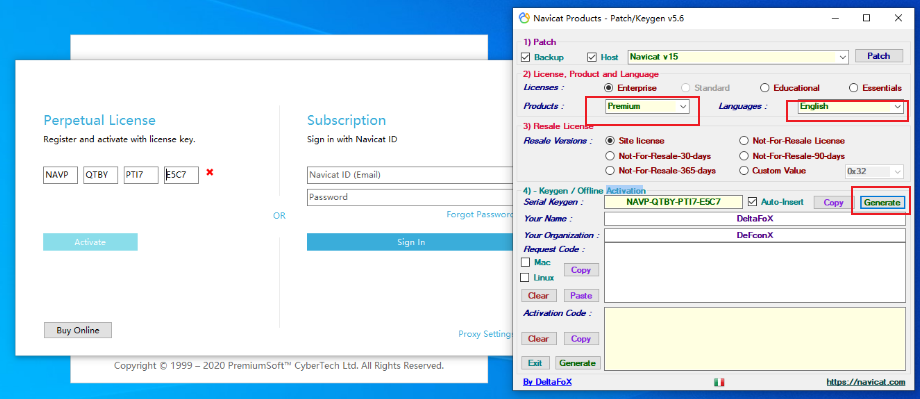 Perpetual License
Register and activate with license key.
NAVP QTBY PTI7 E5C7
Activate
Buy Online
OR
Subscription
Sign in with Navicat ID
Navicat ID (Email)
Password
Forgot Password
Sign In
Proxy Settings
Copyright © 1999 – 2020 PremiumSoft™ CyberTech Ltd. All Rights Reserved.
Navicat Products - Patch/Keygen v5.6
1) Patch
Backup Host Navicat v15 Patch
2) License, Product and Language
Licenses : Enterprise Standard Educational Essentials
Products : Premium Languages : English
3) Resale License
Resale Versions : Site license Not-For-Resale License
Not-For-Resale-30-days Not-For-Resale-90-days
Not-For-Resale-365-days Custom Value 0x32
4) - Keygen / Offline Activation
Serial Keygen : NAVP-QTBY-PTI7-E5C7 Auto-Insert Copy Generate
Your Name : DeltaFoX
Your Organization : DeFconX
Request Code :
Mac
Linux
Copy
Clear Paste
Activation Code :
Clear Copy
Exit Generate
By DeltaFoX https://navicat.com